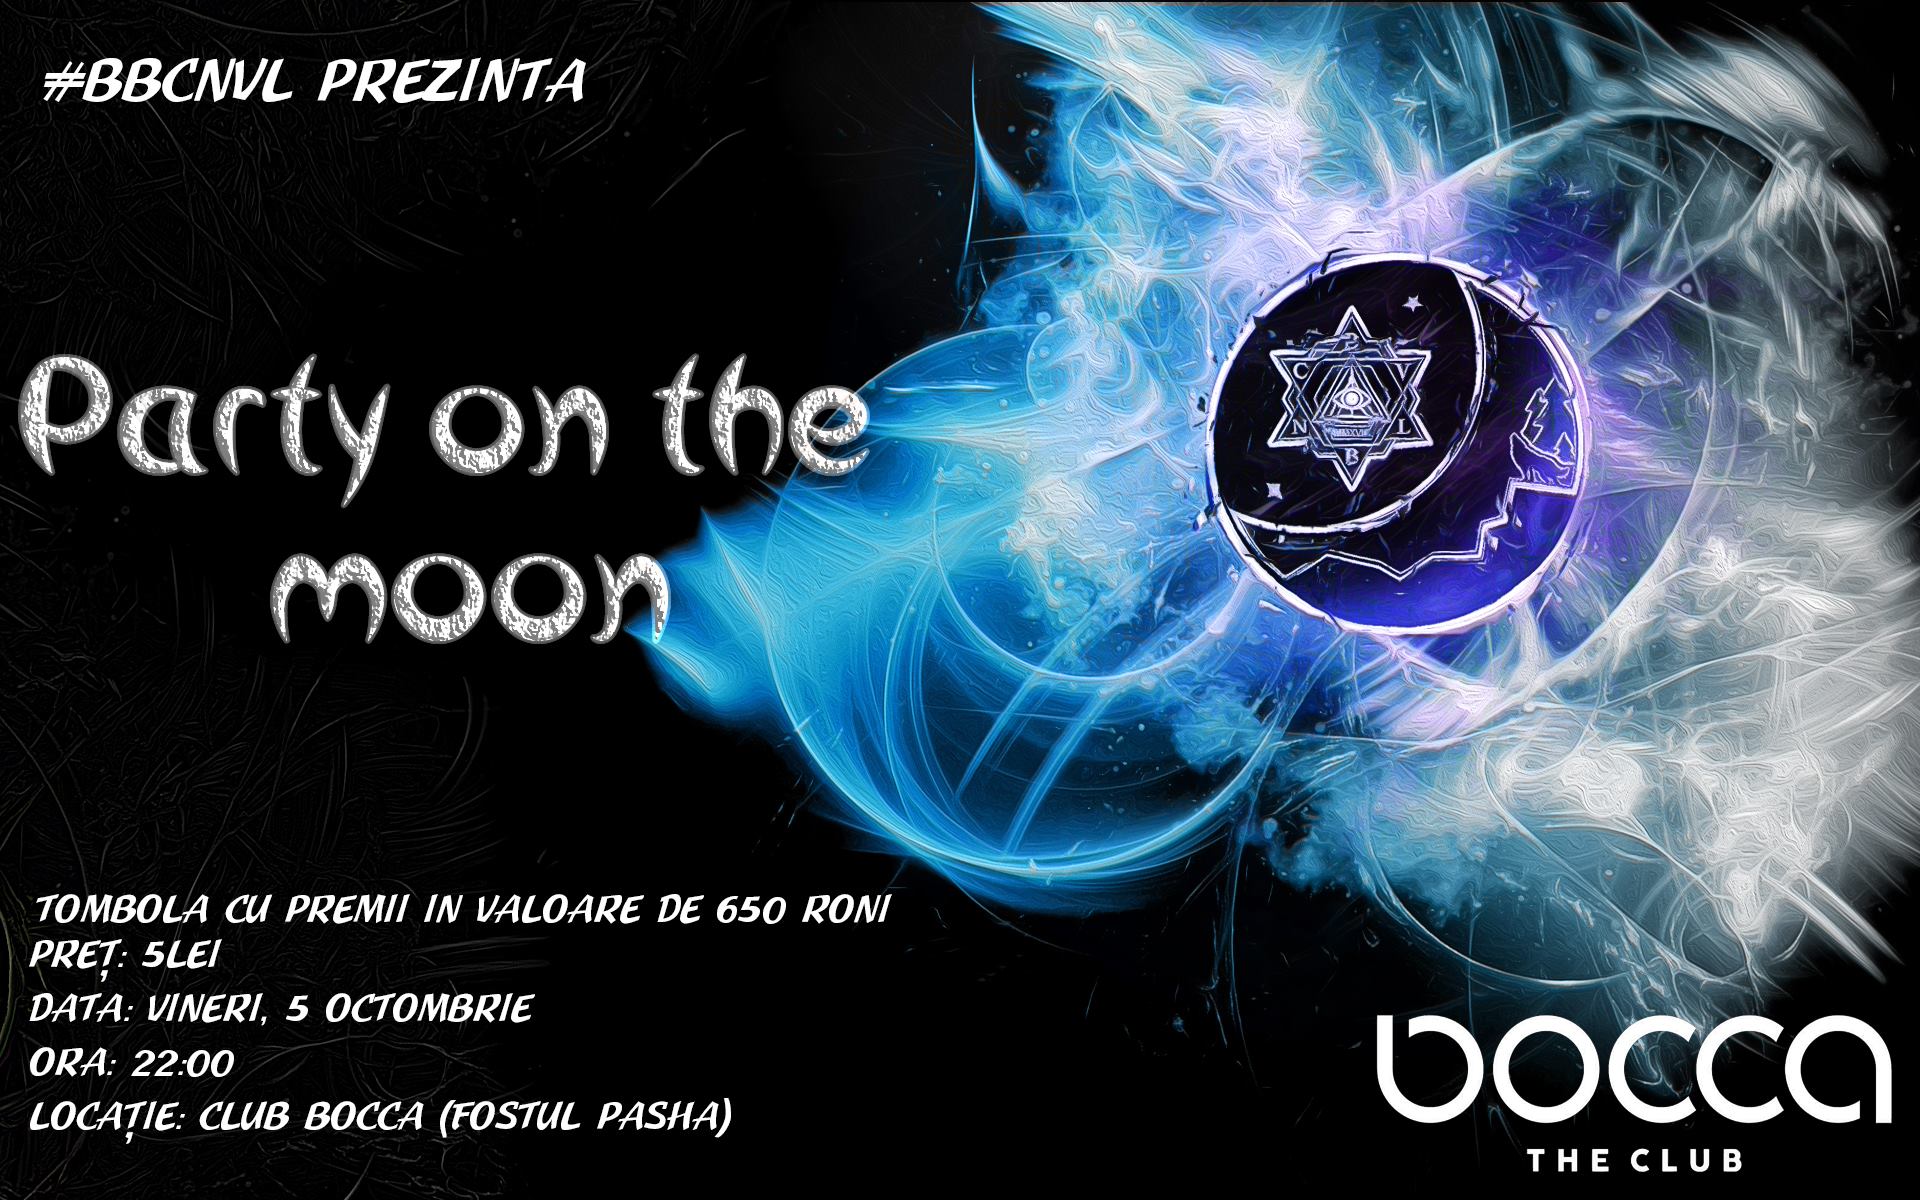 #BBCNVL PREZINTA
Party on the
moon
B
C V
N L
B
TOMBOLA CU PREMII IN VALOARE DE 650 RONI
PREȚ: 5LEI
DATA: VINERI, 5 OCTOMBRIE
ORA: 22:00
LOCAȚIE: CLUB BOCCA (FOSTUL PASHA)
bocca
THE CLUB